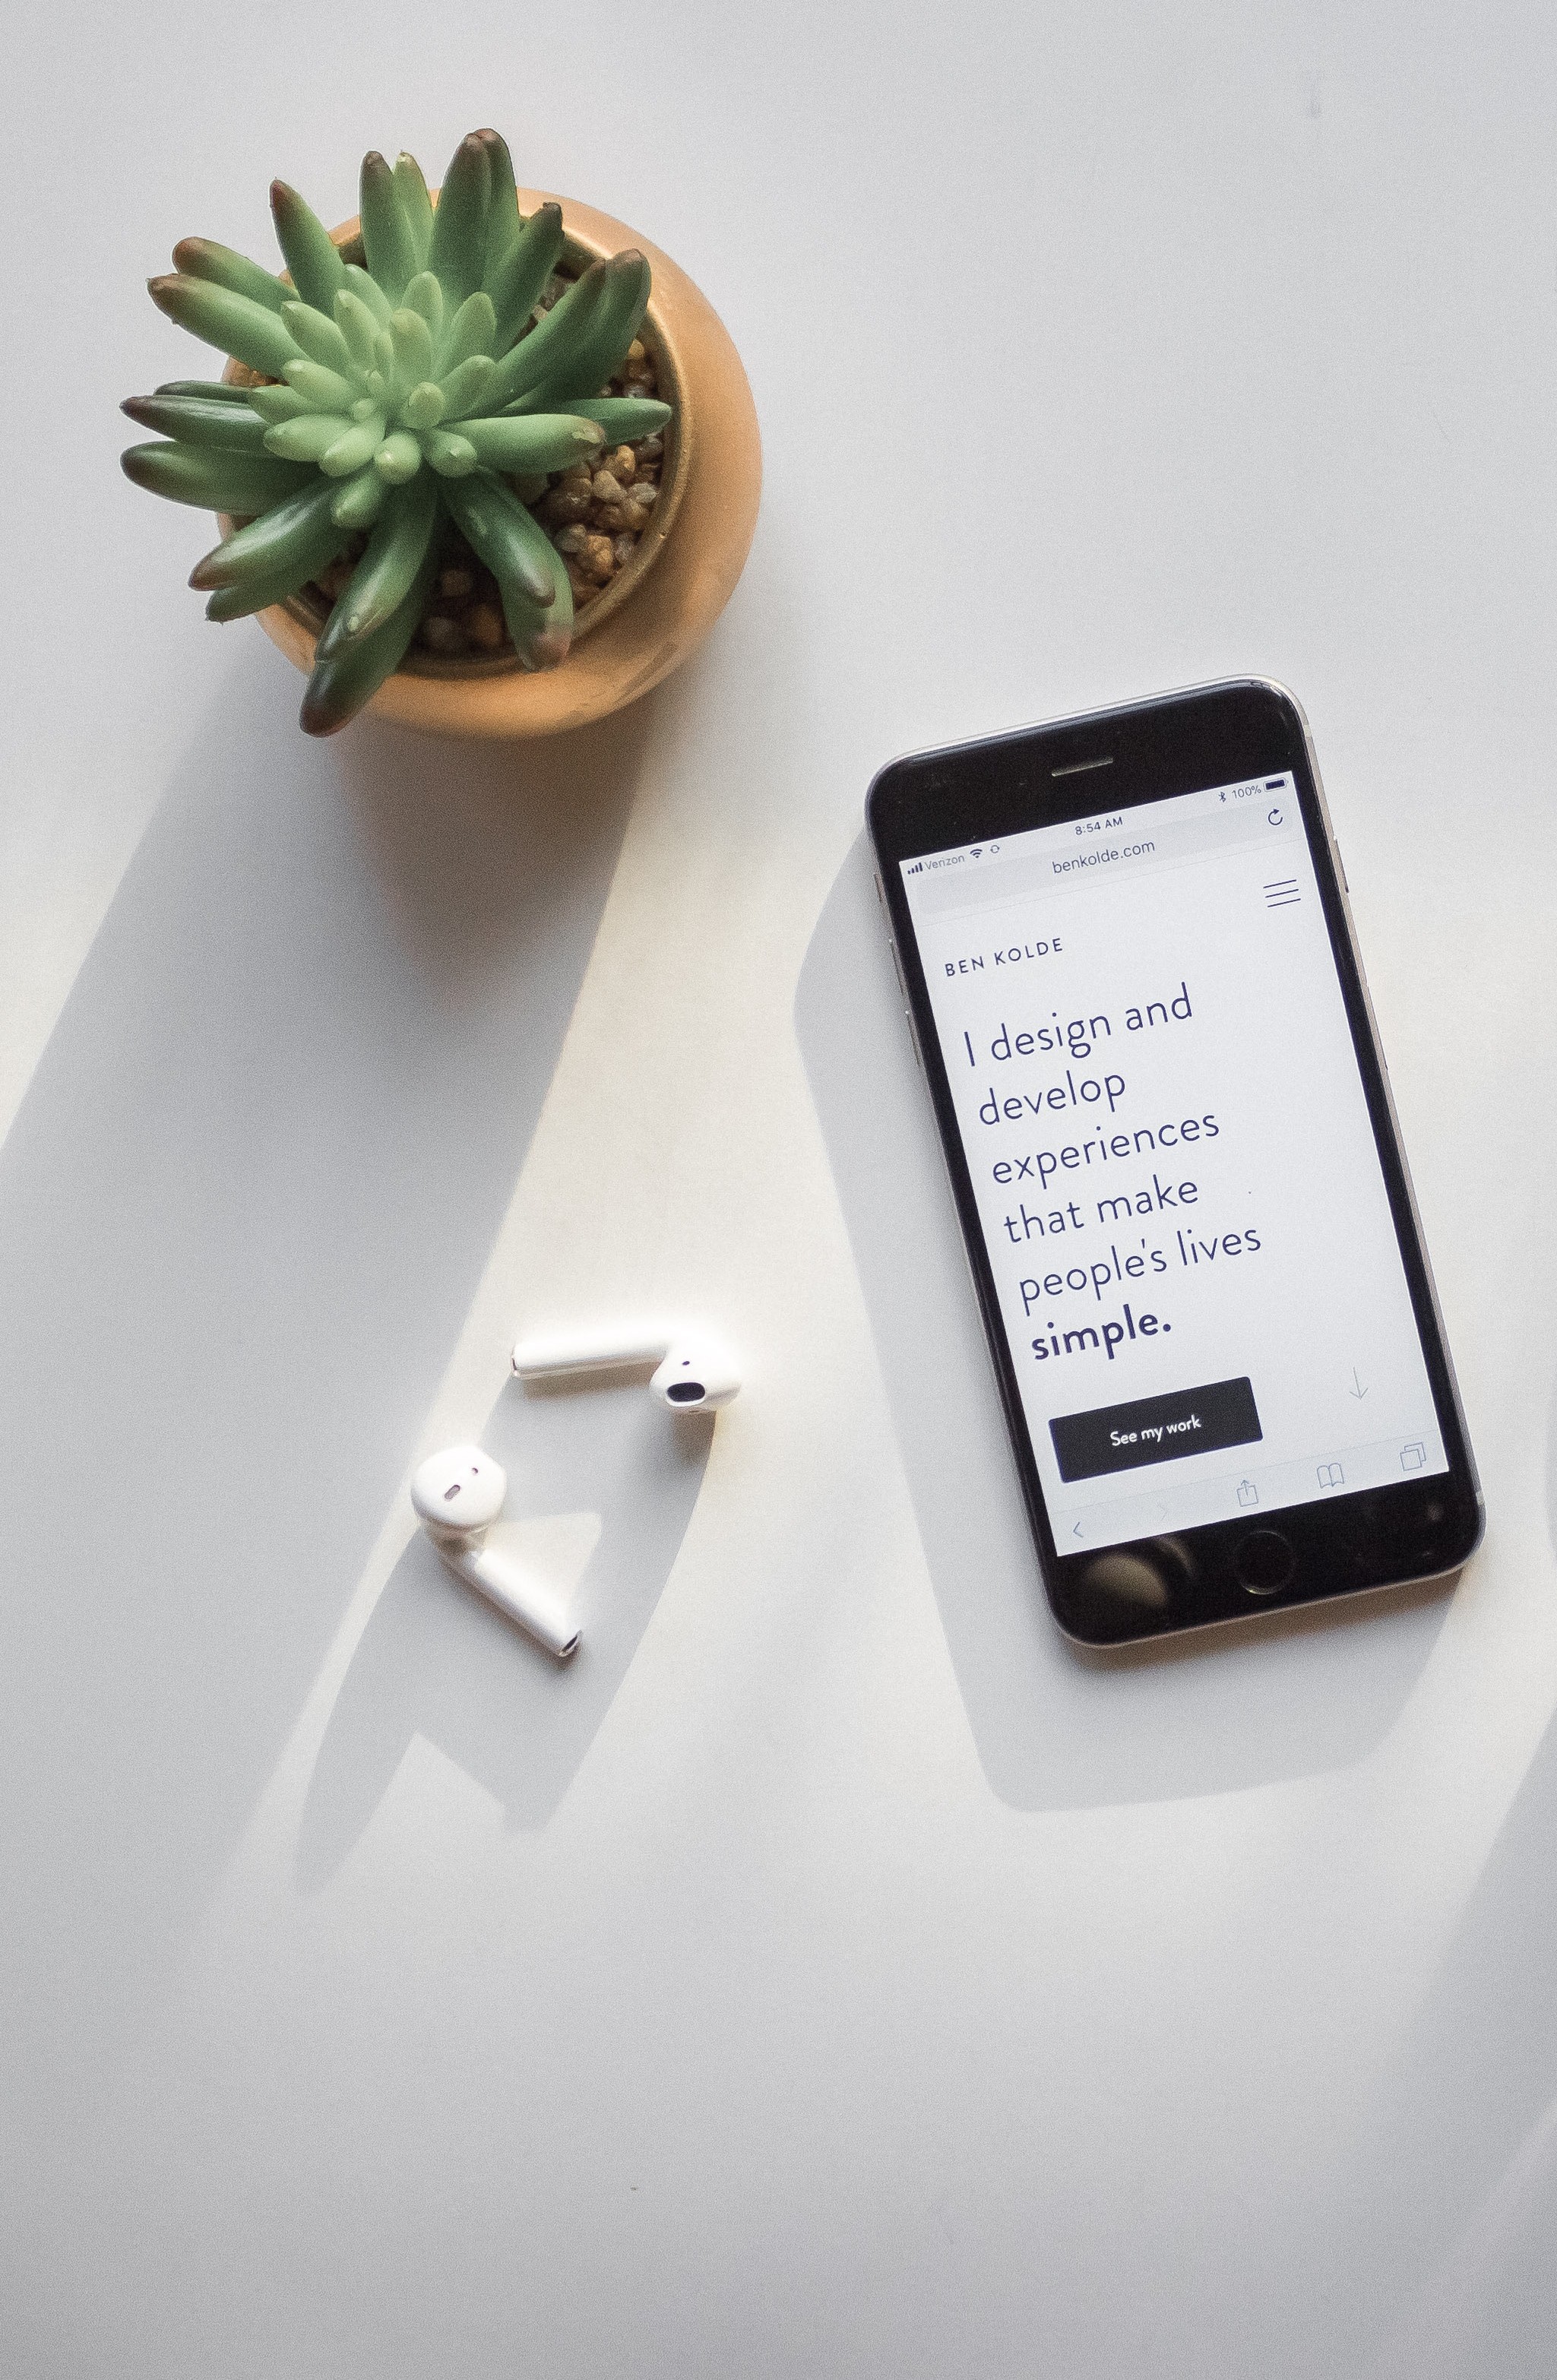 Verizon 8:54 AM 100%
benkolde.com
BEN KOLDE
I design and
develop
experiences
that make
people's lives
simple.
See my work